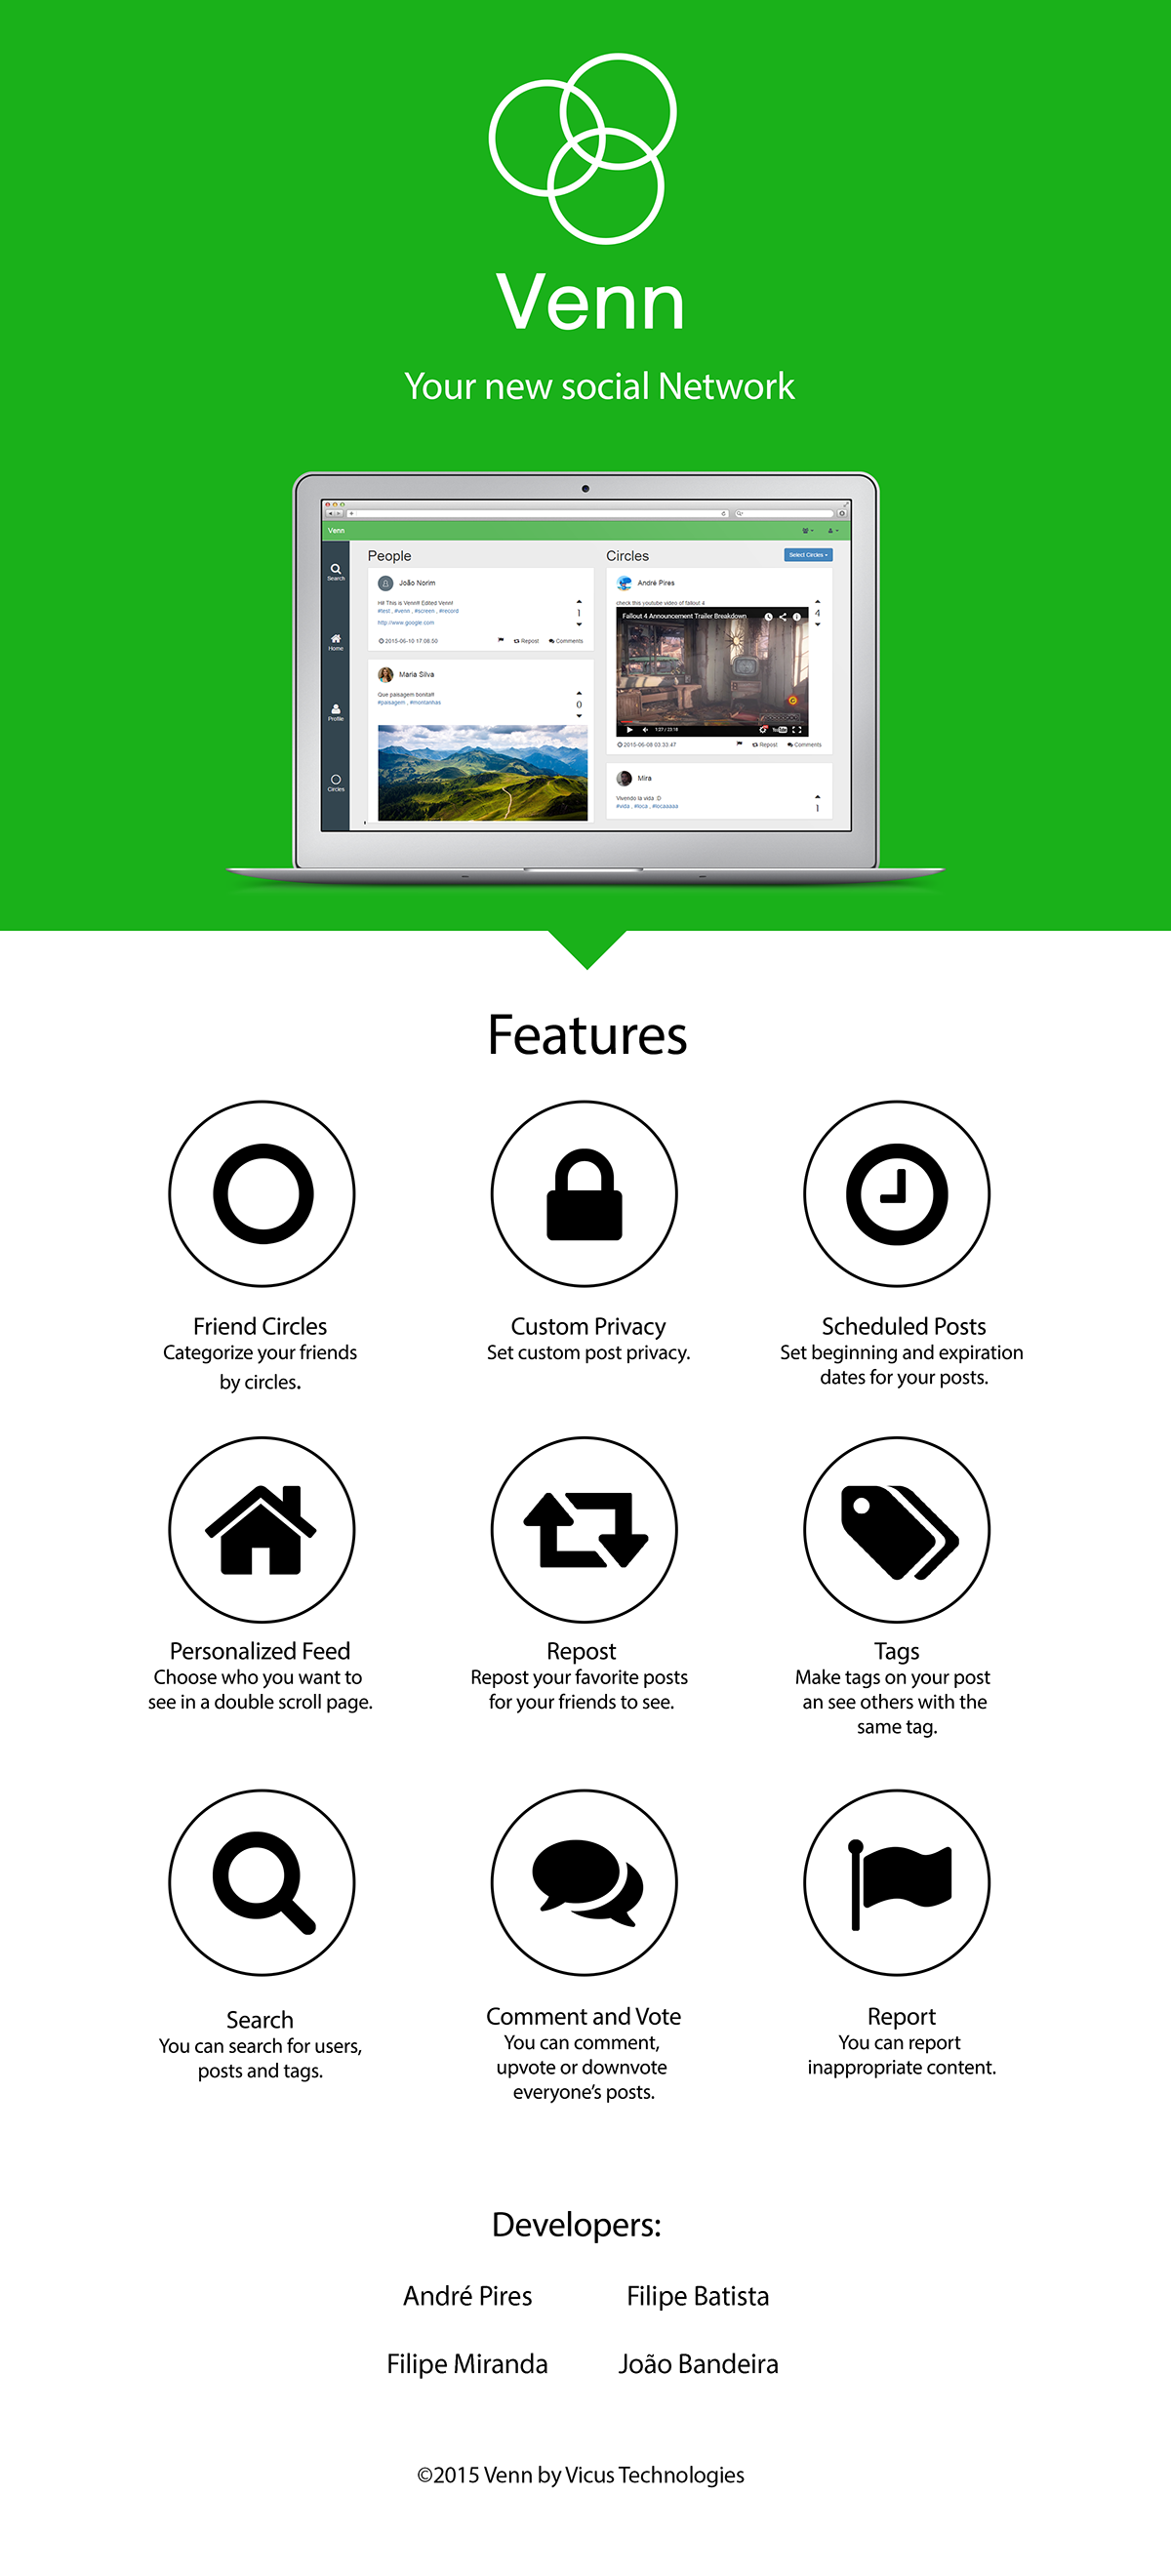 Venn
Your new social Network
Venn
Search
Home
Profile
Circles
People
João Norim
Hi! This is Venn!! Edited Venn!
#test , #venn , #screen , #record
http://www.google.com
1
2015-06-10 17:08:50
Repost
Comments
Maria Silva
Que paisagem bonita!!
#paisagem , #montanhas
0
Circles
Select Circles
André Pires
check this youtube video of fallout 4
4
Fallout 4 Announcement Trailer Breakdown
1:27 / 23:18
YouTube
2015-06-08 03:33:47
Repost
Comments
Mira
Vivendo la vida :D
#vida , #loca , #locaaaaa
1
Features
Friend Circles
Categorize your friends
by circles.
Custom Privacy
Set custom post privacy.
Scheduled Posts
Set beginning and expiration
dates for your posts.
Personalized Feed
Choose who you want to
see in a double scroll page.
Repost
Repost your favorite posts
for your friends to see.
Tags
Make tags on your post
an see others with the
same tag.
Search
You can search for users,
posts and tags.
Comment and Vote
You can comment,
upvote or downvote
everyone's posts.
Report
You can report
inappropriate content.
Developers:
André Pires
Filipe Batista
Filipe Miranda
João Bandeira
©2015 Venn by Vicus Technologies